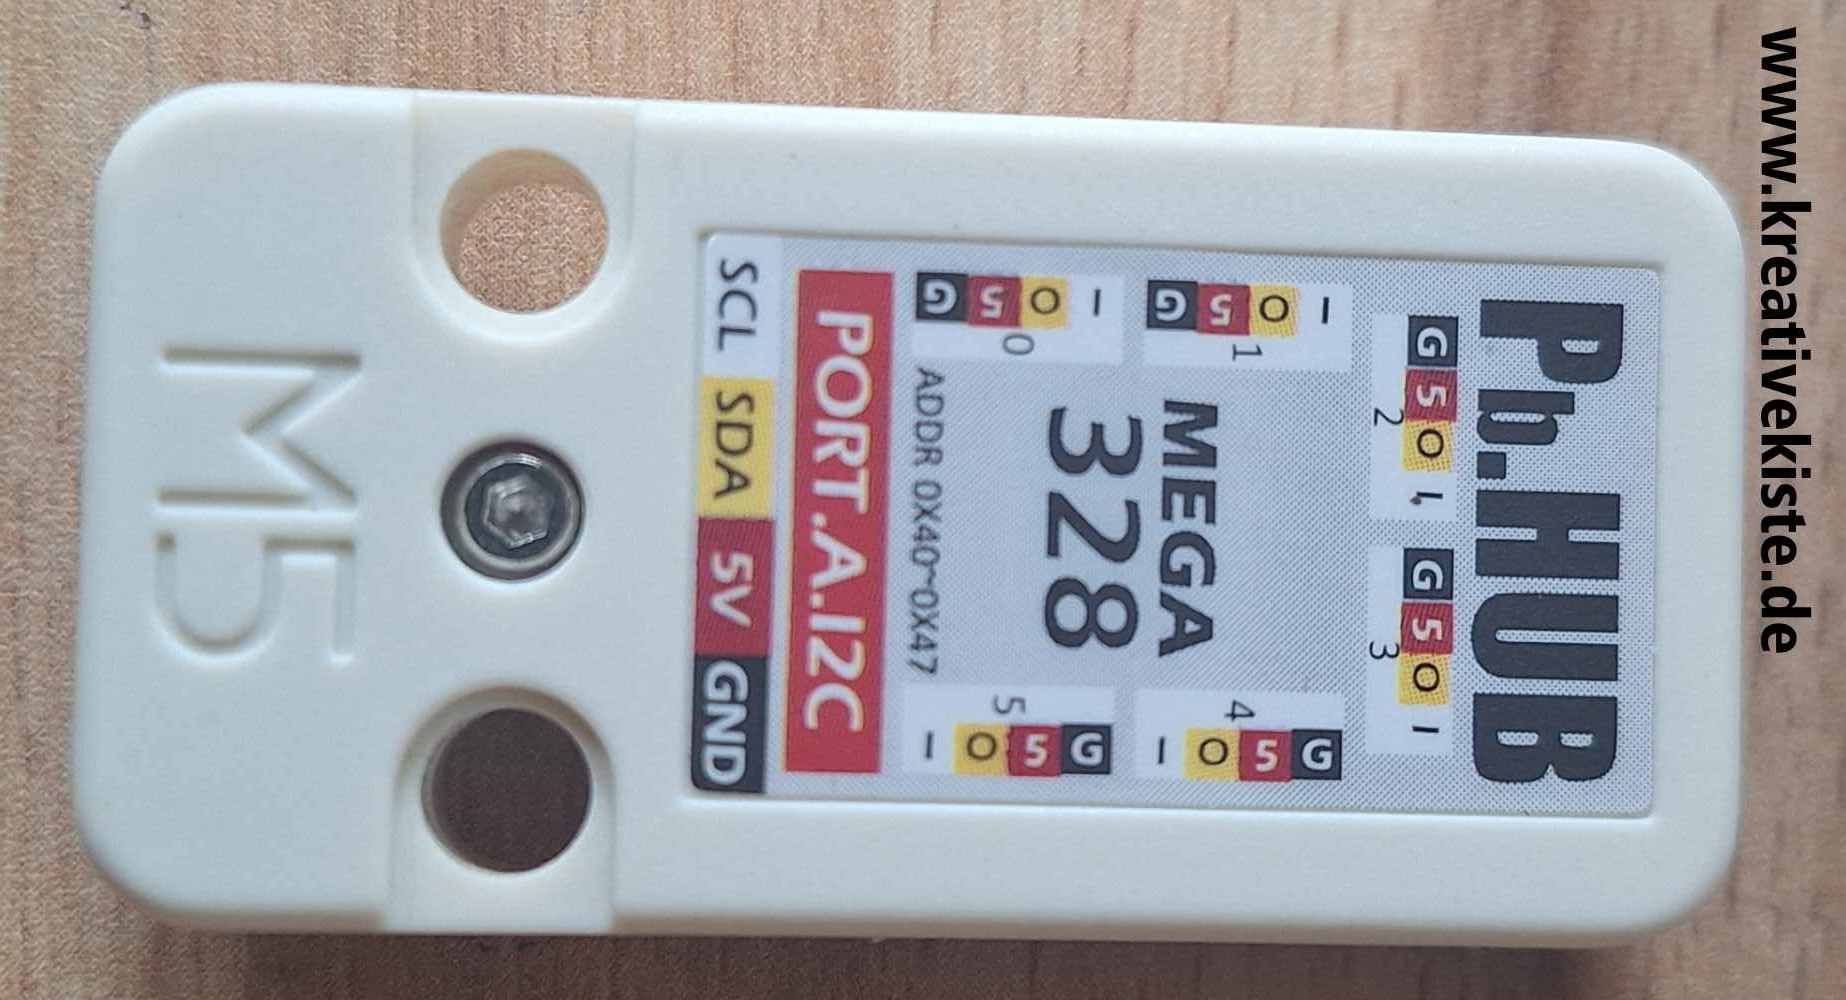 www.kreativekiste.de
Pb.HUB
G 5 O I
2
G 5 O I
3
I O 5 G
1
MEGA
328
G 5 O I
4
I O 5 G
0
ADDR 0X40~0X47
G 5 O I
5
PORT.A.I2C
SCL SDA 5V GND
M5